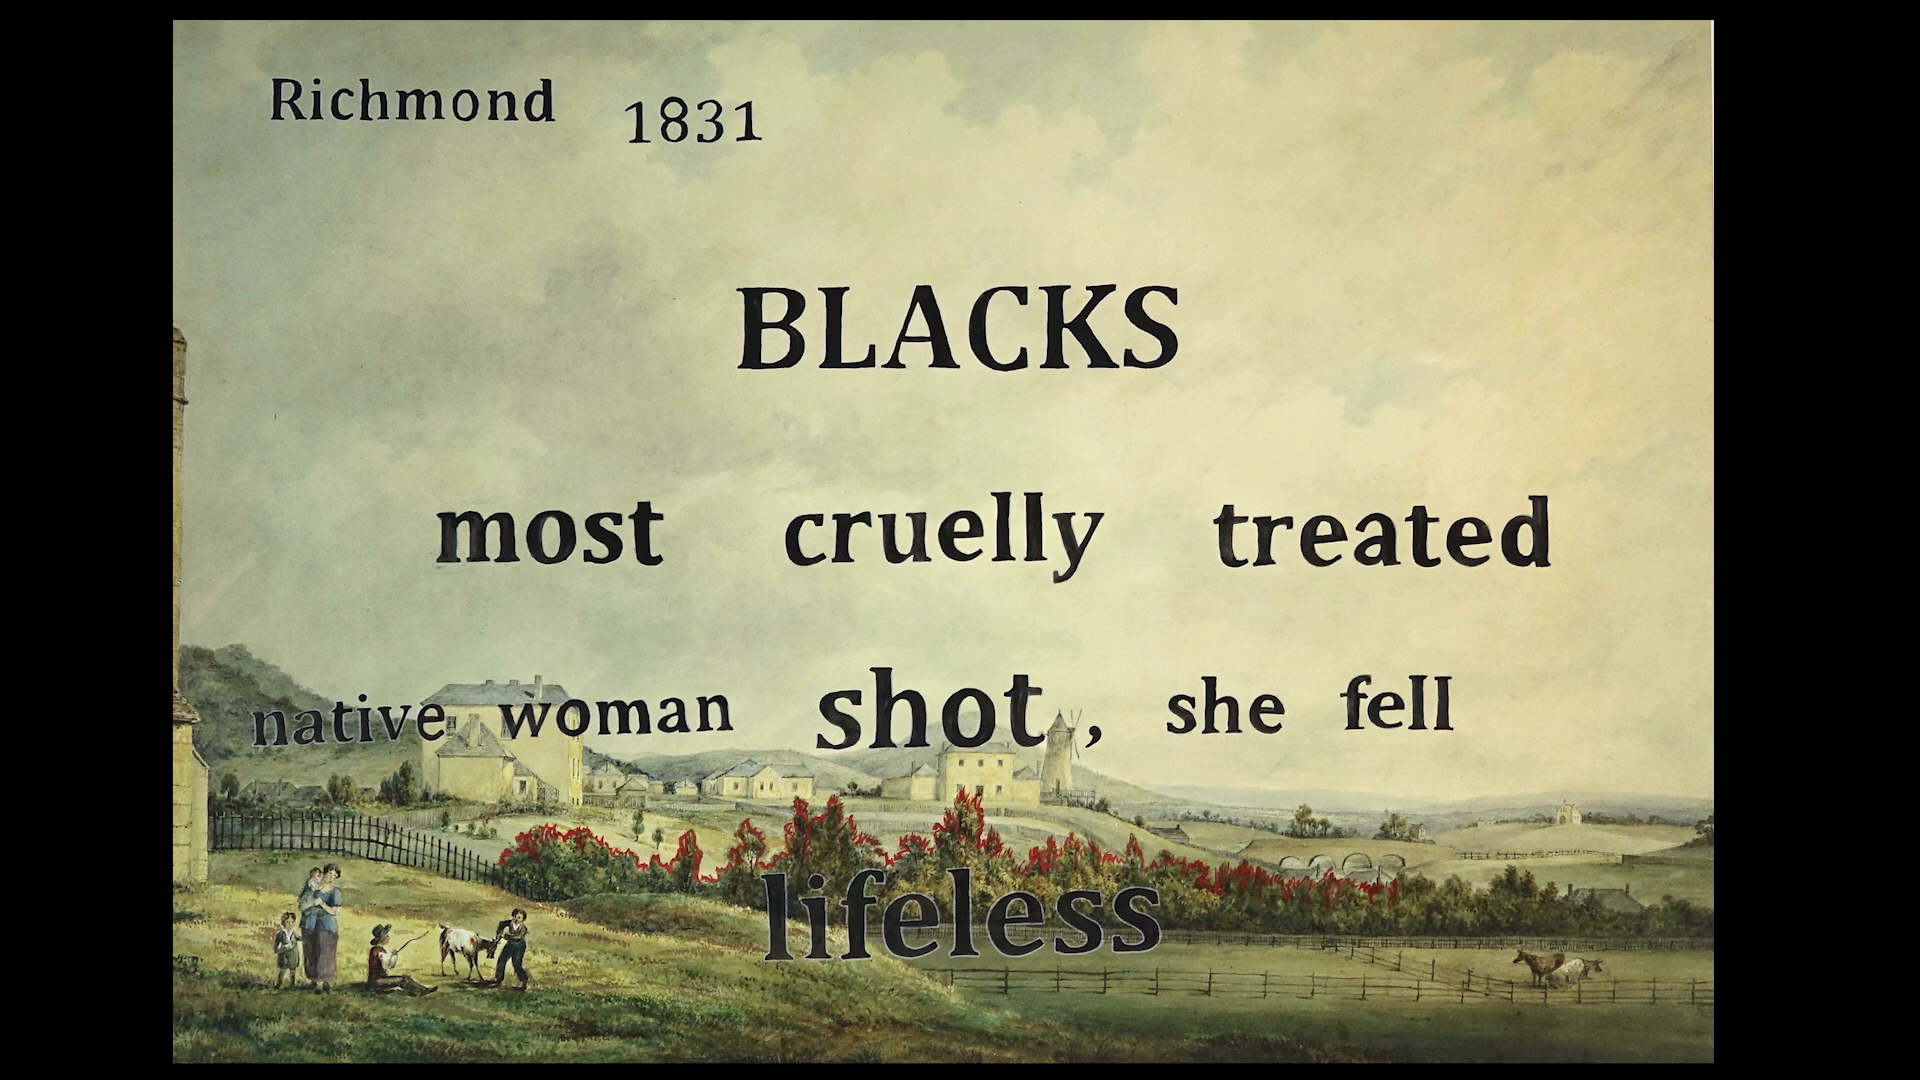 Richmond 1831
BLACKS
most cruelly treated
native woman shot, she fell
lifeless